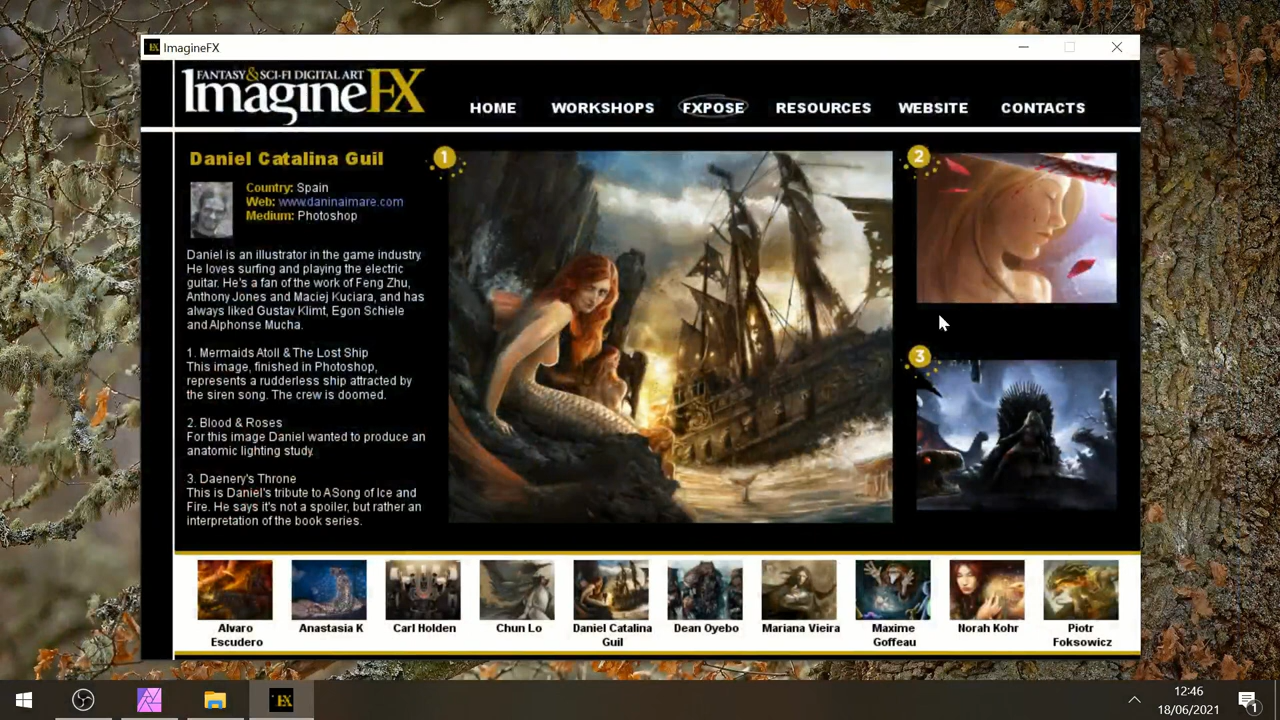 ImagineFX
FANTASY & SCI-FI DIGITAL ART
ImagineFX
HOME WORKSHOPS FXPOSE RESOURCES WEBSITE CONTACTS
Daniel Catalina Guil
Country: Spain
Web: www.daninaimare.com
Medium: Photoshop
Daniel is an illustrator in the game industry.
He loves surfing and playing the electric
guitar. He's a fan of the work of Feng Zhu,
Anthony Jones and Maciej Kuciara, and has
always liked Gustav Klimt, Egon Schiele
and Alphonse Mucha.
1. Mermaids Atoll & The Lost Ship
This image, finished in Photoshop,
represents a rudderless ship attracted by
the siren song. The crew is doomed.
2. Blood & Roses
For this image Daniel wanted to produce an
anatomic lighting study.
3. Daenery's Throne
This is Daniel's tribute to A Song of Ice and
Fire. He says it's not a spoiler, but rather an
interpretation of the book series.
1
2
3
Alvaro
Escudero
Anastasia K
Carl Holden
Chun Lo
Daniel Catalina
Guil
Dean Oyebo
Mariana Vieira
Maxime
Goffeau
Norah Kohr
Piotr
Foksowicz
FX
12:46
18/06/2021
1